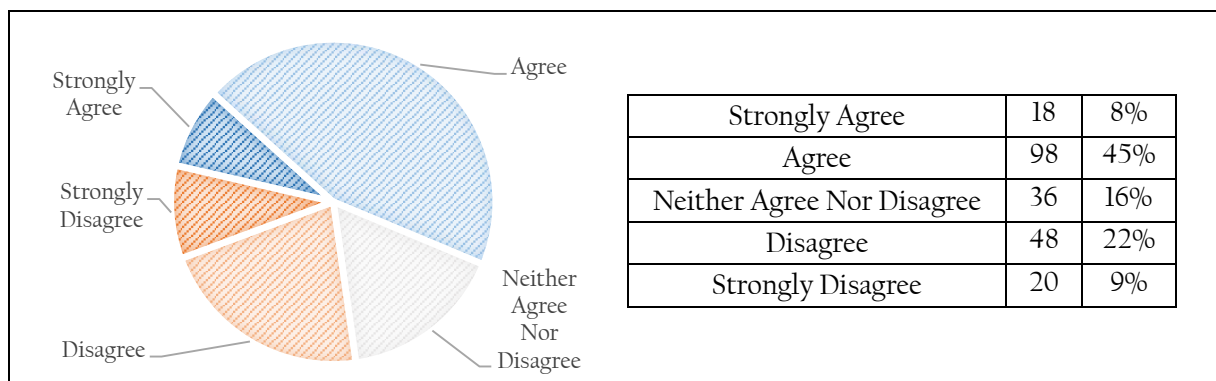 Strongly
Agree
Agree
Strongly
Disagree
Disagree
Neither
Agree
Nor
Disagree
Strongly Agree 18 8%
Agree 98 45%
Neither Agree Nor Disagree 36 16%
Disagree 48 22%
Strongly Disagree 20 9%